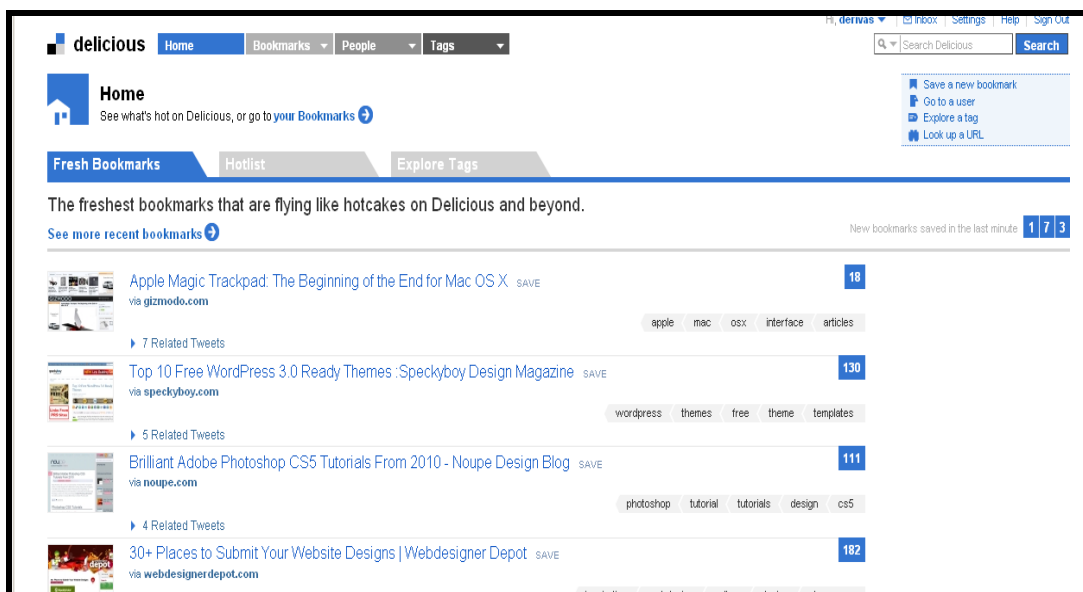 Hi, derivas Inbox Settings Help Sign Out
delicious Home Bookmarks People Tags Search Delicious Search
Home
See what's hot on Delicious, or go to your Bookmarks
Save a new bookmark
Go to a user
Explore a tag
Look up a URL
Fresh Bookmarks Hotlist Explore Tags
The freshest bookmarks that are flying like hotcakes on Delicious and beyond.
See more recent bookmarks
New bookmarks saved in the last minute 1 7 3
Apple Magic Trackpad: The Beginning of the End for Mac OS X SAVE 18
via gizmodo.com
apple mac osx interface articles
7 Related Tweets
Top 10 Free WordPress 3.0 Ready Themes :Speckyboy Design Magazine SAVE 130
via speckyboy.com
wordpress themes free theme templates
5 Related Tweets
Brilliant Adobe Photoshop CS5 Tutorials From 2010 - Noupe Design Blog SAVE 111
via noupe.com
photoshop tutorial tutorials design cs5
4 Related Tweets
30+ Places to Submit Your Website Designs | Webdesigner Depot SAVE 182
via webdesignerdepot.com